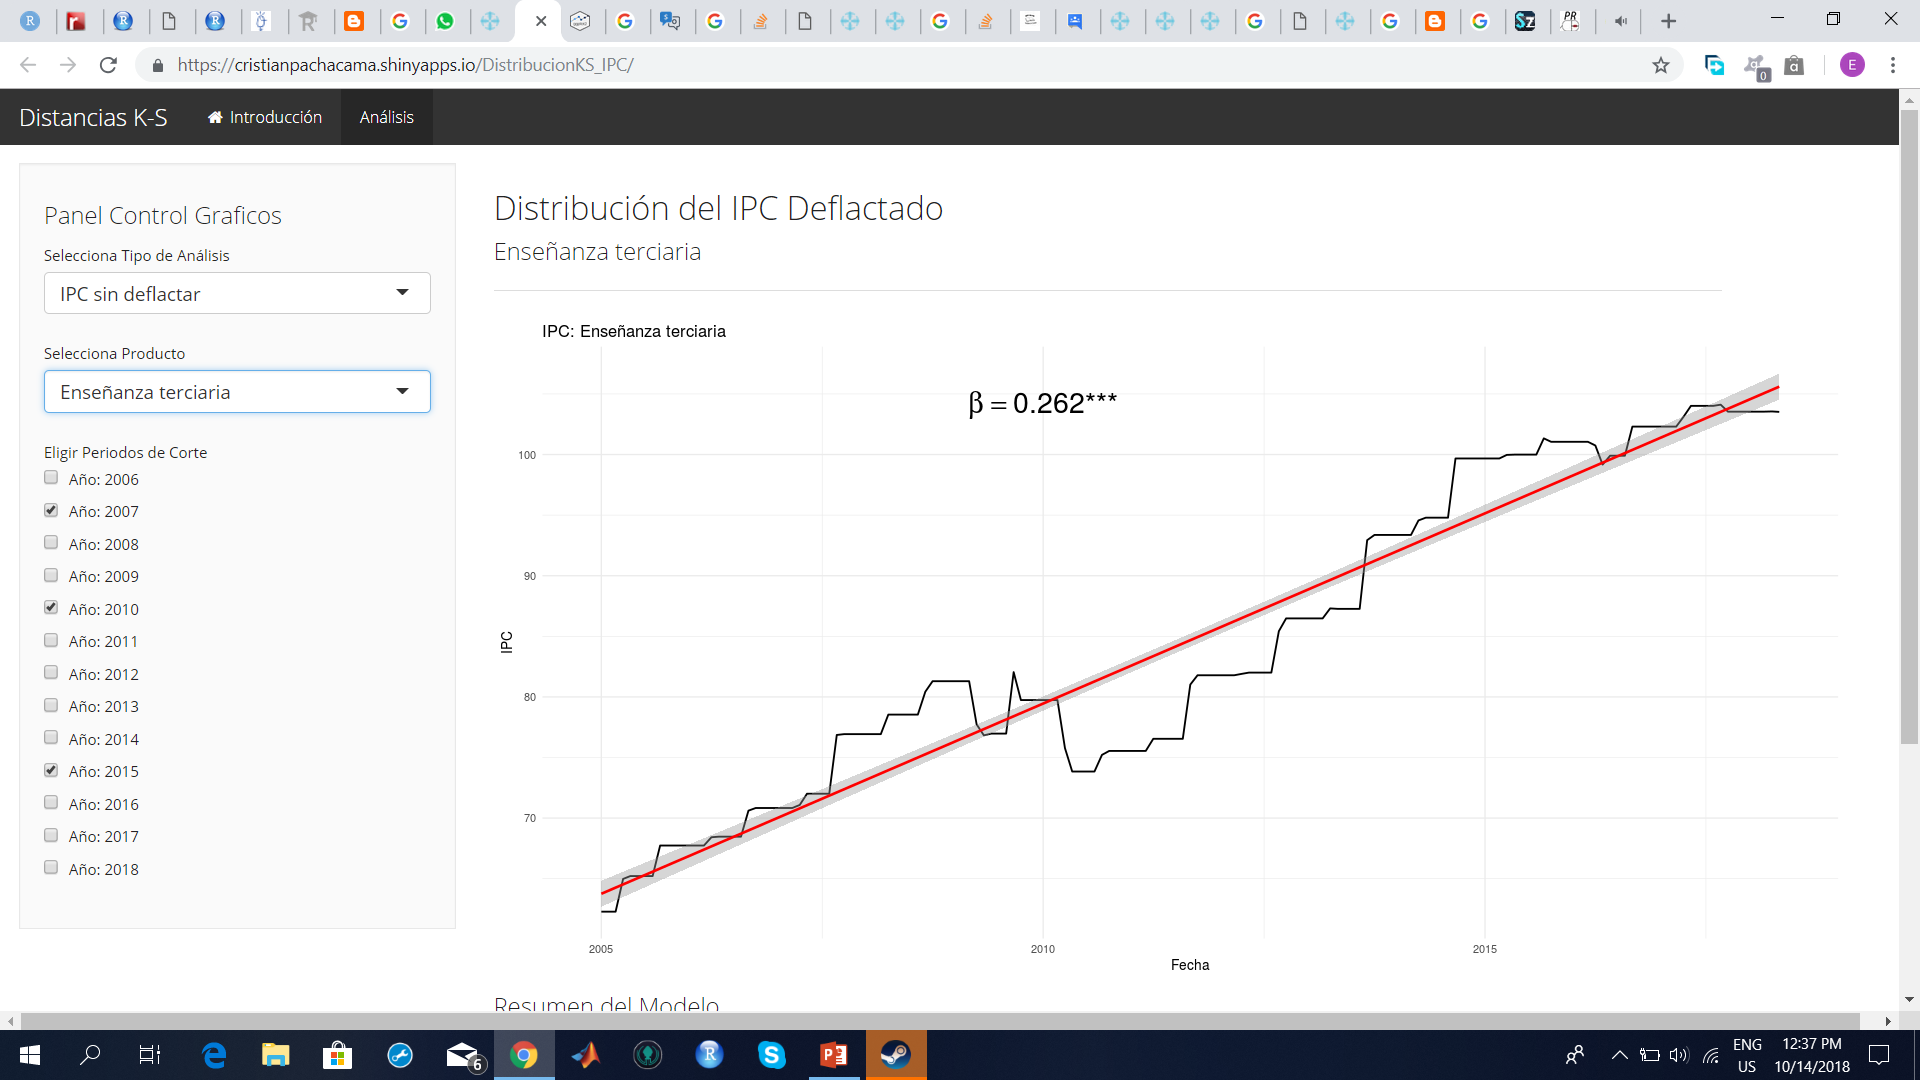 https://cristianpachacama.shinyapps.io/DistribucionKS_IPC/
0
E
Distancias K-S
Introducción
Análisis
Panel Control Graficos
Selecciona Tipo de Análisis
IPC sin deflactar
Selecciona Producto
Enseñanza terciaria
Eligir Periodos de Corte
Año: 2006
Año: 2007
Año: 2008
Año: 2009
Año: 2010
Año: 2011
Año: 2012
Año: 2013
Año: 2014
Año: 2015
Año: 2016
Año: 2017
Año: 2018
Distribución del IPC Deflactado
Enseñanza terciaria
IPC: Enseñanza terciaria
β = 0.262***
100
90
80
70
IPC
2005
2010
2015
Fecha
Resumen del Modelo
6
ENG
US
12:37 PM
10/14/2018